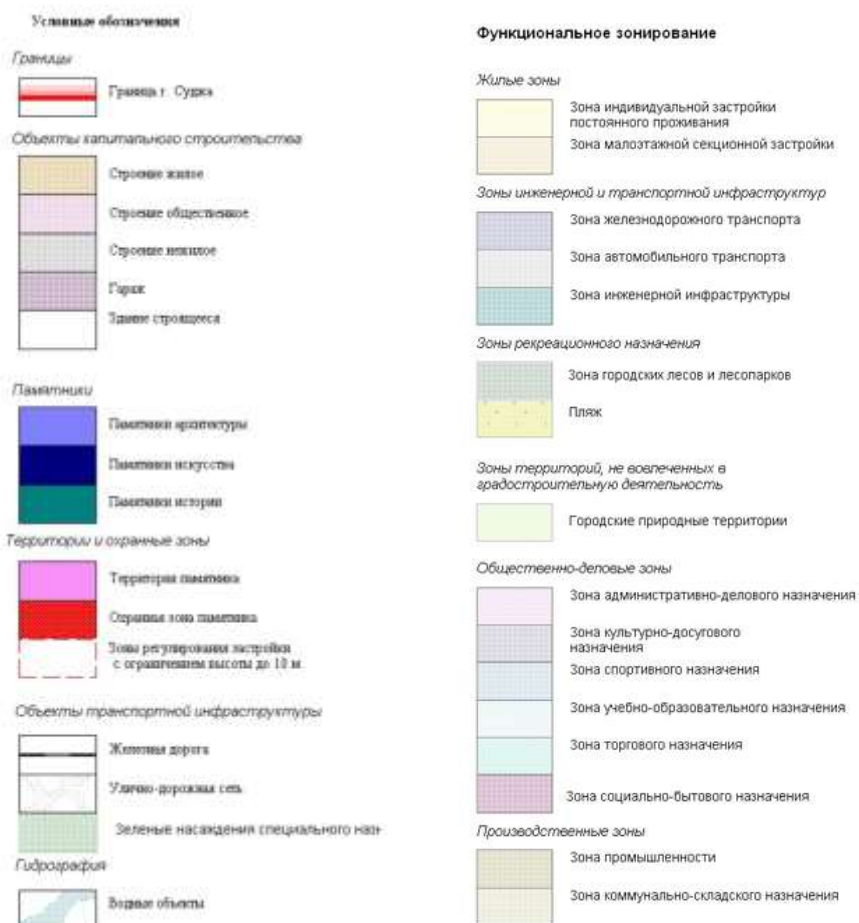 Условные обозначения
Границы
Граница г. Суджа
Объекты капитального строительства
Строение жилое
Строение общественное
Строение нежилое
Гараж
Здание строящееся
Памятники
Памятники архитектуры
Памятники искусства
Памятники истории
Территории и охранные зоны
Территория памятника
Охранная зона памятника
Зоны регулирования застройки
с ограничением высоты до 10 м.
Объекты транспортной инфраструктуры
Железная дорога
Улично-дорожная сеть
Зеленые насаждения специального назн
Гидрография
Водные объекты
Функциональное зонирование
Жилые зоны
Зона индивидуальной застройки
постоянного проживания
Зона малоэтажной секционной застройки
Зоны инженерной и транспортной инфраструктур
Зона железнодорожного транспорта
Зона автомобильного транспорта
Зона инженерной инфраструктуры
Зоны рекреационного назначения
Зона городских лесов и лесопарков
Пляж
Зоны территорий, не вовлеченных в
градостроительную деятельность
Городские природные территории
Общественно-деловые зоны
Зона административно-делового назначения
Зона культурно-досугового
назначения
Зона спортивного назначения
Зона учебно-образовательного назначения
Зона торгового назначения
Зона социально-бытового назначения
Производственные зоны
Зона промышленности
Зона коммунально-складского назначения